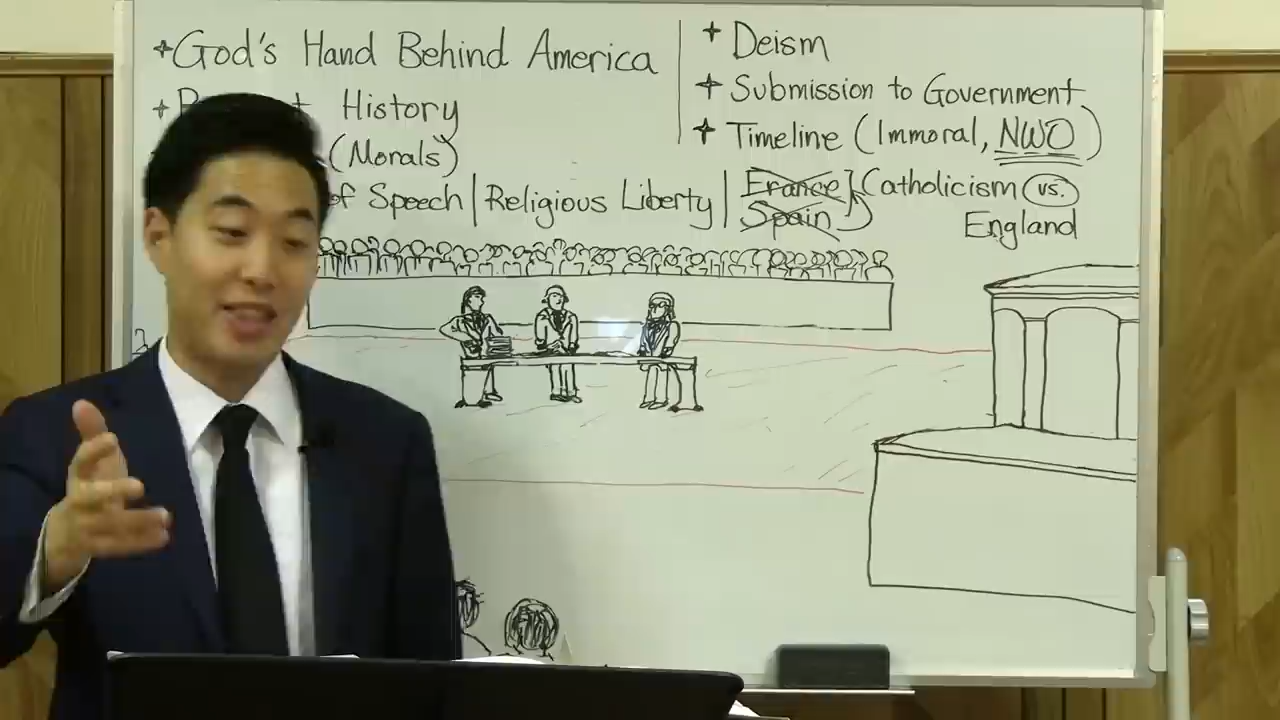 +God's Hand Behind America
+ History
(Morals)
of Speech | Religious Liberty | France } Catholicism vs.
Spain England
+ Deism
+ Submission to Government
+ Timeline (Immoral, NWO)